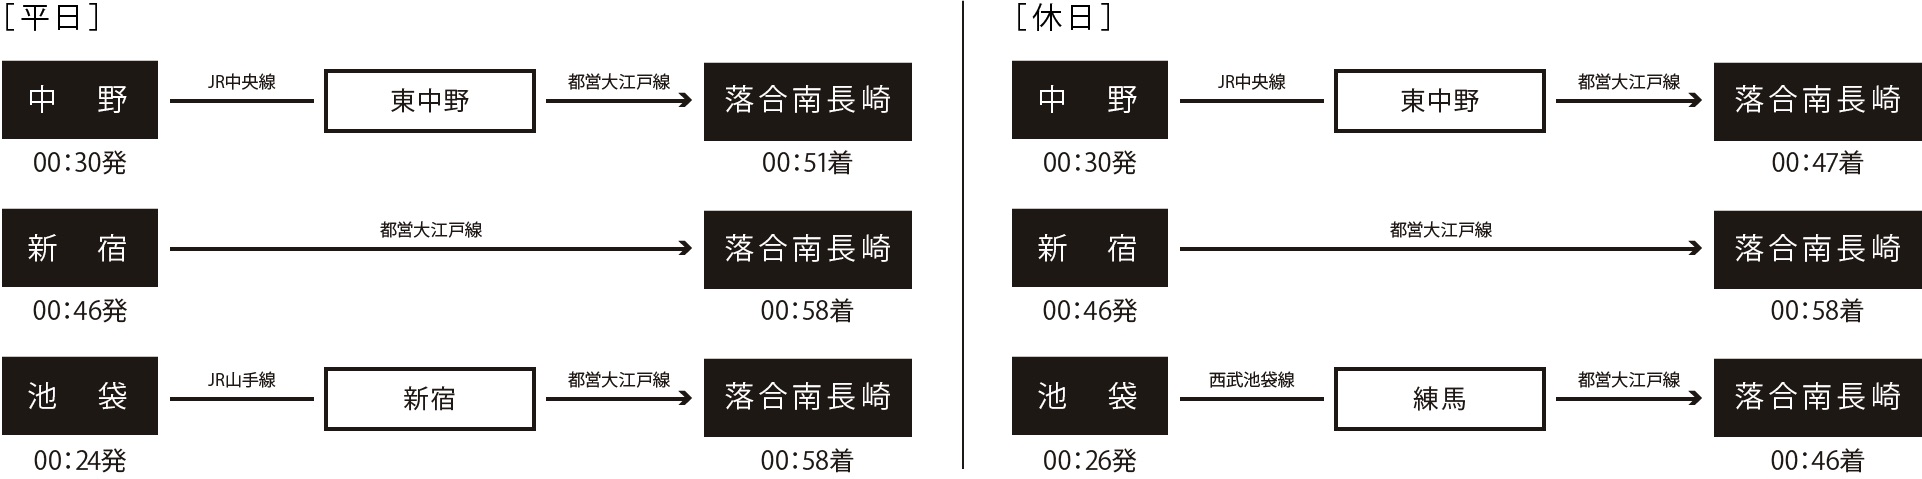 ［平日］
JR中央線
都営大江戸線
中 野
東中野
落合南長崎
00：30発
00：51着
都営大江戸線
新 宿
落合南長崎
00：46発
00：58着
JR山手線
都営大江戸線
池 袋
新宿
落合南長崎
00：24発
00：58着
［休日］
JR中央線
都営大江戸線
中 野
東中野
落合南長崎
00：30発
00：47着
都営大江戸線
新 宿
落合南長崎
00：46発
00：58着
西武池袋線
都営大江戸線
池 袋
練馬
落合南長崎
00：26発
00：46着